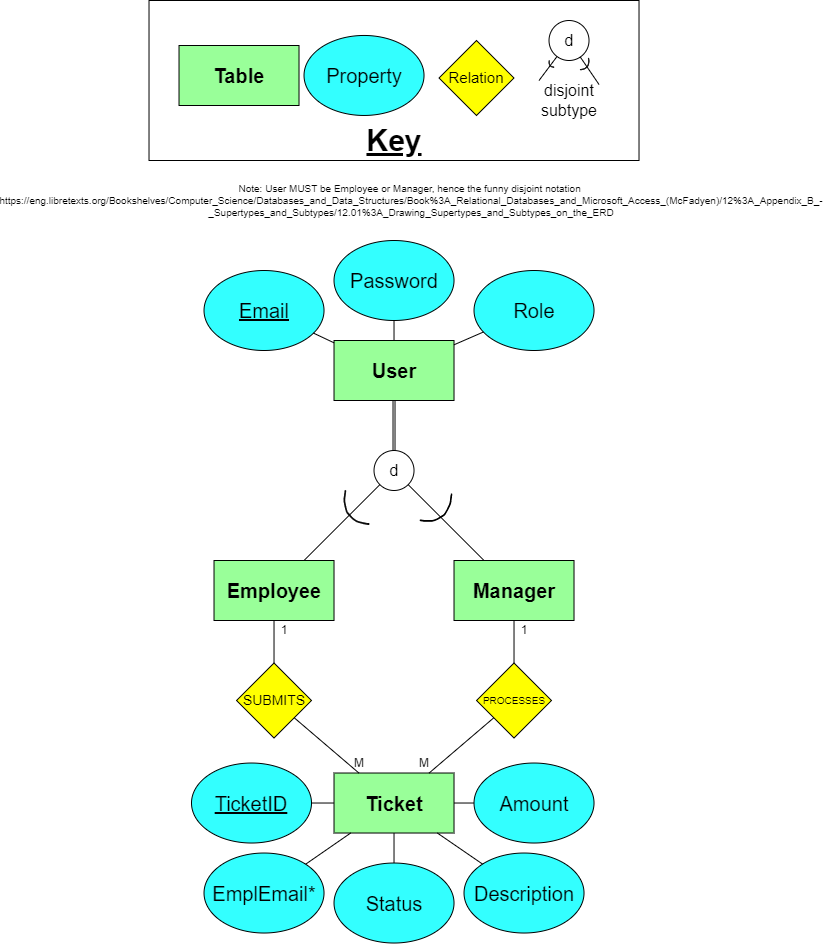 Table
Property
Relation
d
disjoint
subtype
Key
Note: User MUST be Employee or Manager, hence the funny disjoint notation
https://eng.libretexts.org/Bookshelves/Computer_Science/Databases_and_Data_Structures/Book%3A_Relational_Databases_and_Microsoft_Access_(McFadyen)/12%3A_Appendix_B_-
_Supertypes_and_Subtypes/12.01%3A_Drawing_Supertypes_and_Subtypes_on_the_ERD
Password
Email
Role
User
d
Employee
Manager
1
1
SUBMITS
PROCESSES
M
M
TicketID
Ticket
Amount
EmplEmail*
Status
Description